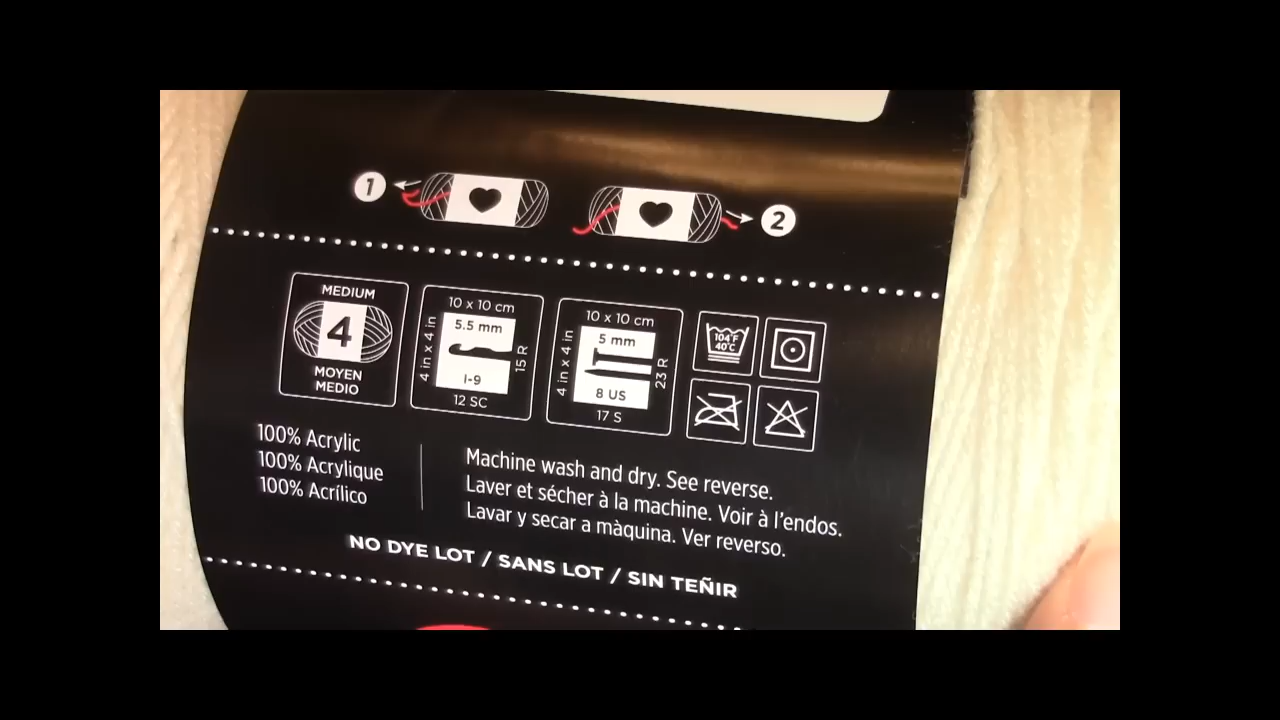 1
2
MEDIUM
4
MOYEN
MEDIO
10 x 10 cm
4 in x 4 in
5.5 mm
I-9
15 R
12 SC
10 x 10 cm
4 in x 4 in
5 mm
8 US
23 R
17 S
104°F
40°C
100% Acrylic
100% Acrylique
100% Acrílico
Machine wash and dry. See reverse.
Laver et sécher à la machine. Voir à l'endos.
Lavar y secar a màquina. Ver reverso.
NO DYE LOT / SANS LOT / SIN TEÑIR